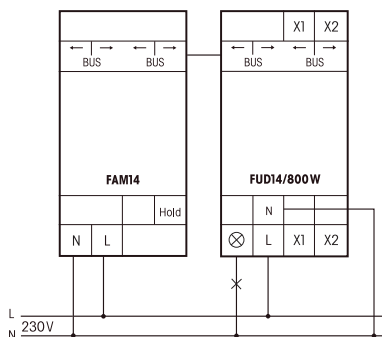 X1 X2
BUS BUS BUS BUS
FAM14 FUD14/800W
Hold N
N L L X1 X2
L
N 230V